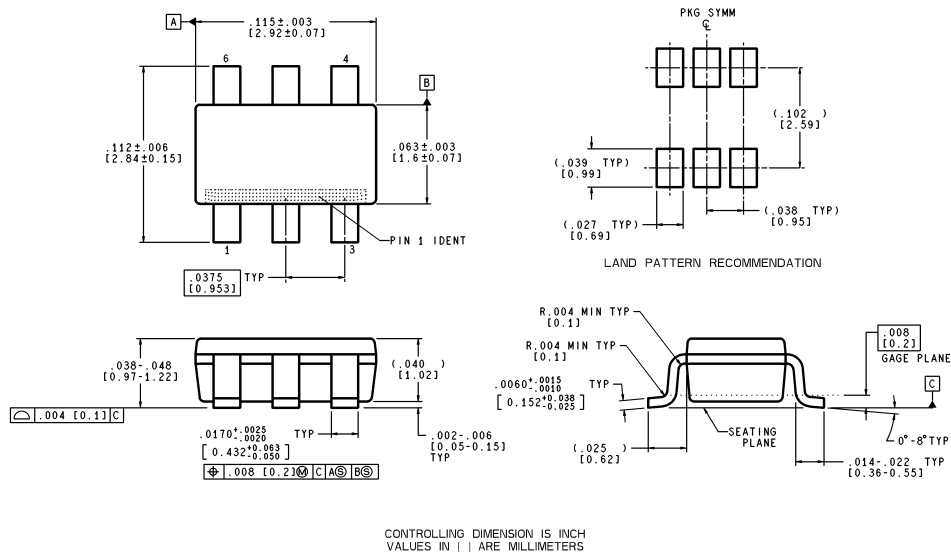 A
.115±.003
[2.92±0.07]
6
4
B
.112±.006
[2.84±0.15]
.063±.003
[1.6±0.07]
1
3
PIN 1 IDENT
.0375
[0.953]
TYP
PKG SYMM
℄
(.102 )
[2.59]
(.039 TYP)
[0.99]
(.027 TYP)
[0.69]
(.038 TYP)
[0.95]
LAND PATTERN RECOMMENDATION
.038-.048
[0.97-1.22]
(.040 )
[1.02]
⌓ .004 [0.1] C
.0170+.0025 -.0020 TYP
[0.432+0.063 -0.050]
⌖ .008 [0.2]Ⓜ C AⓈ BⓈ
.002-.006
[0.05-0.15]
TYP
R.004 MIN TYP
[0.1]
R.004 MIN TYP
[0.1]
.0060+.0015 -.0010 TYP
[0.152+0.038 -0.025]
.008
[0.2]
GAGE PLANE
C
SEATING
PLANE
(.025 )
[0.62]
0°-8°TYP
.014-.022 TYP
[0.36-0.55]
CONTROLLING DIMENSION IS INCH
VALUES IN [ ] ARE MILLIMETERS